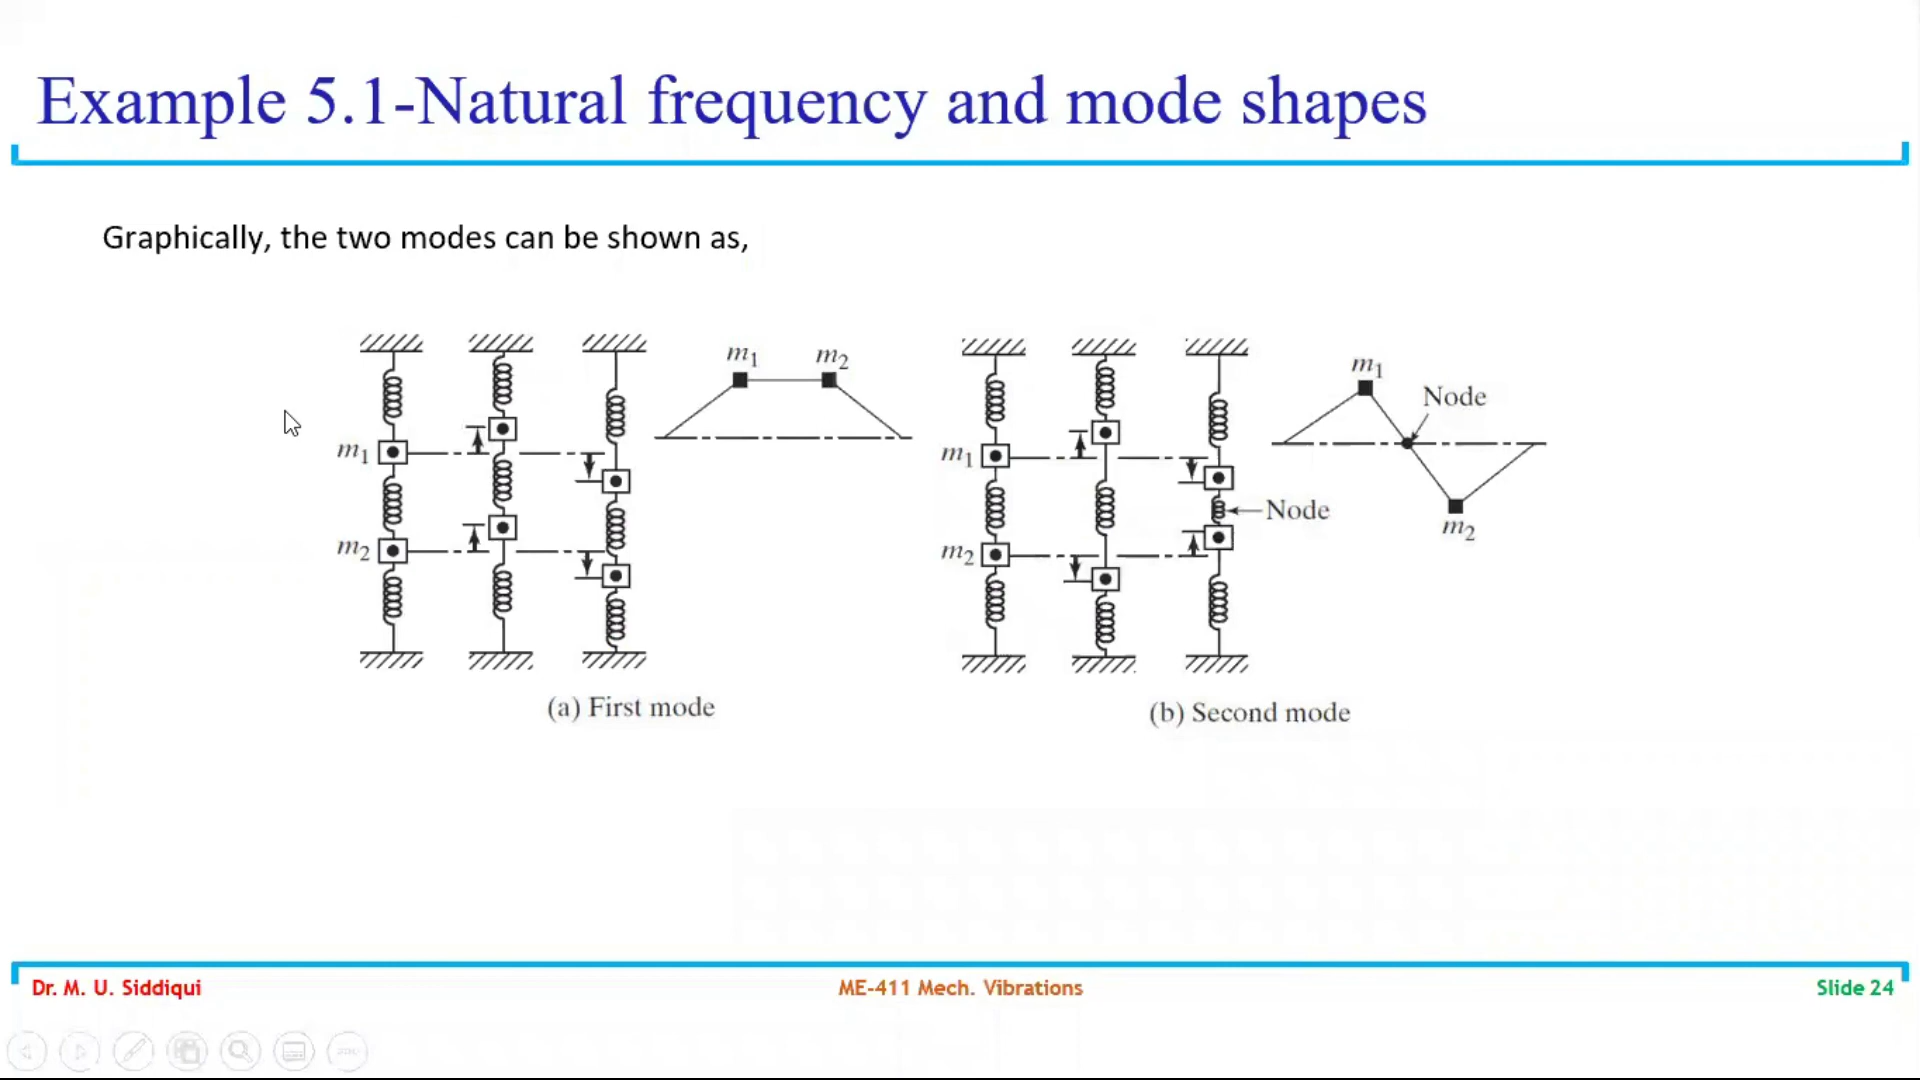 Example 5.1-Natural frequency and mode shapes
Graphically, the two modes can be shown as,
m1
m2
m1 m2
(a) First mode
m1
m2
Node
m1
Node
m2
(b) Second mode
Dr. M. U. Siddiqui
ME-411 Mech. Vibrations
Slide 24